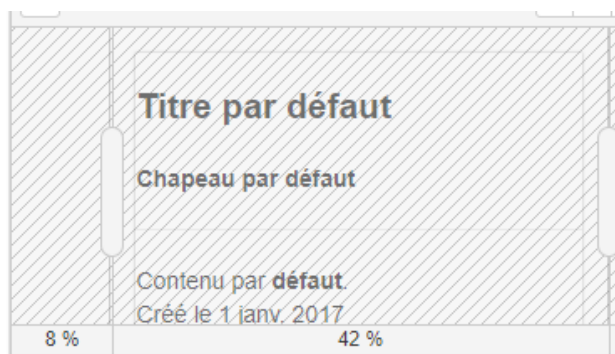 Titre par défaut
Chapeau par défaut
Contenu par défaut.
Créé le 1 janv. 2017
8 % 42 %